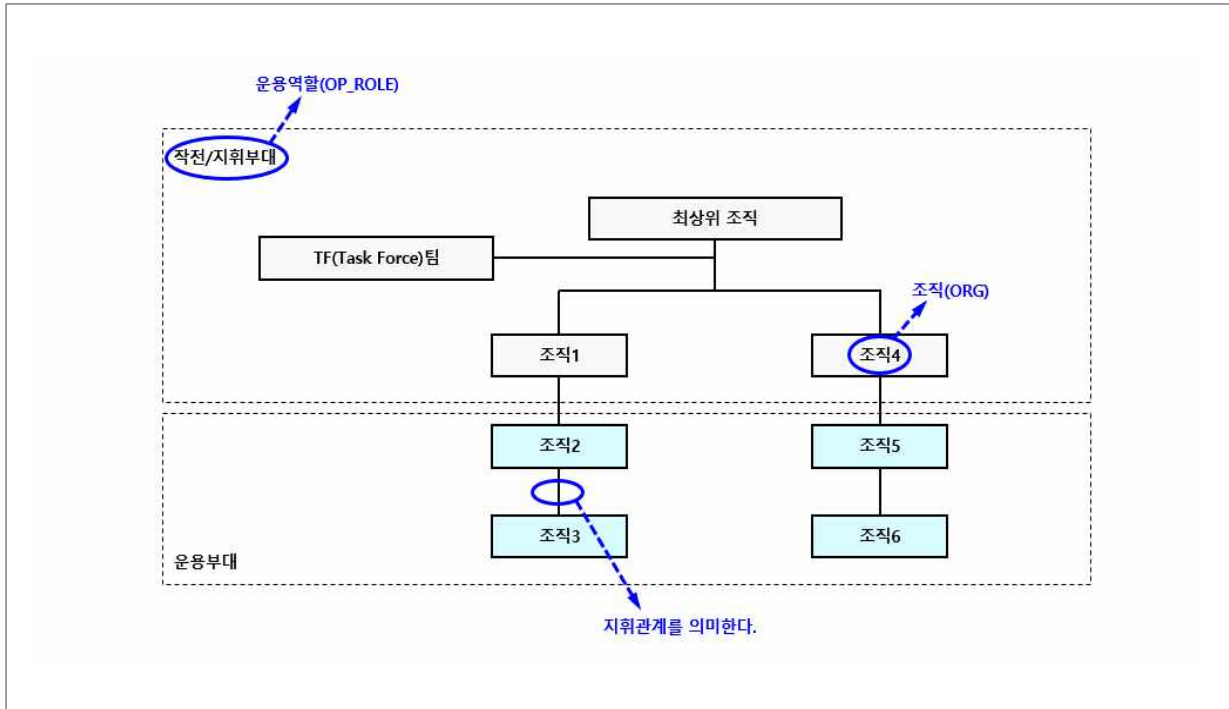 운용역할(OP_ROLE)
작전/지휘부대
최상위 조직
TF(Task Force)팀
조직(ORG)
조직1
조직4
조직2
조직5
조직3
조직6
운용부대
지휘관계를 의미한다.